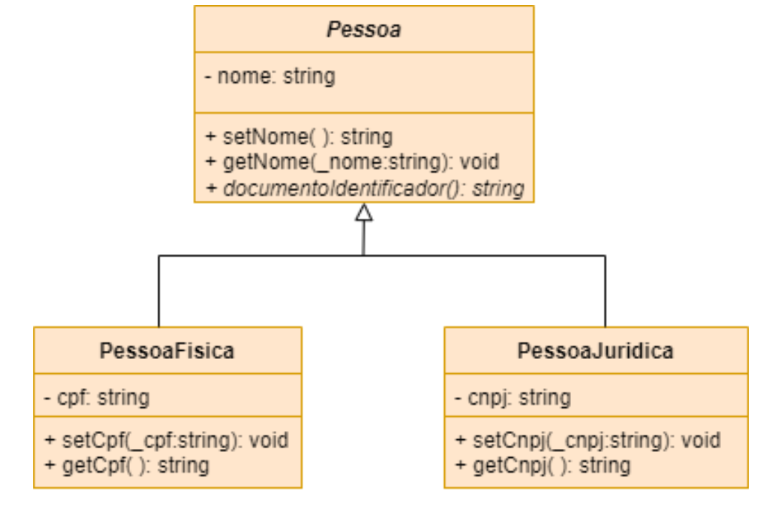 Pessoa
- nome: string
+ setNome( ): string
+ getNome(_nome:string): void
+ documentoIdentificador(): string
PessoaFisica
- cpf: string
+ setCpf(_cpf:string): void
+ getCpf( ): string
PessoaJuridica
- cnpj: string
+ setCnpj(_cnpj:string): void
+ getCnpj( ): string